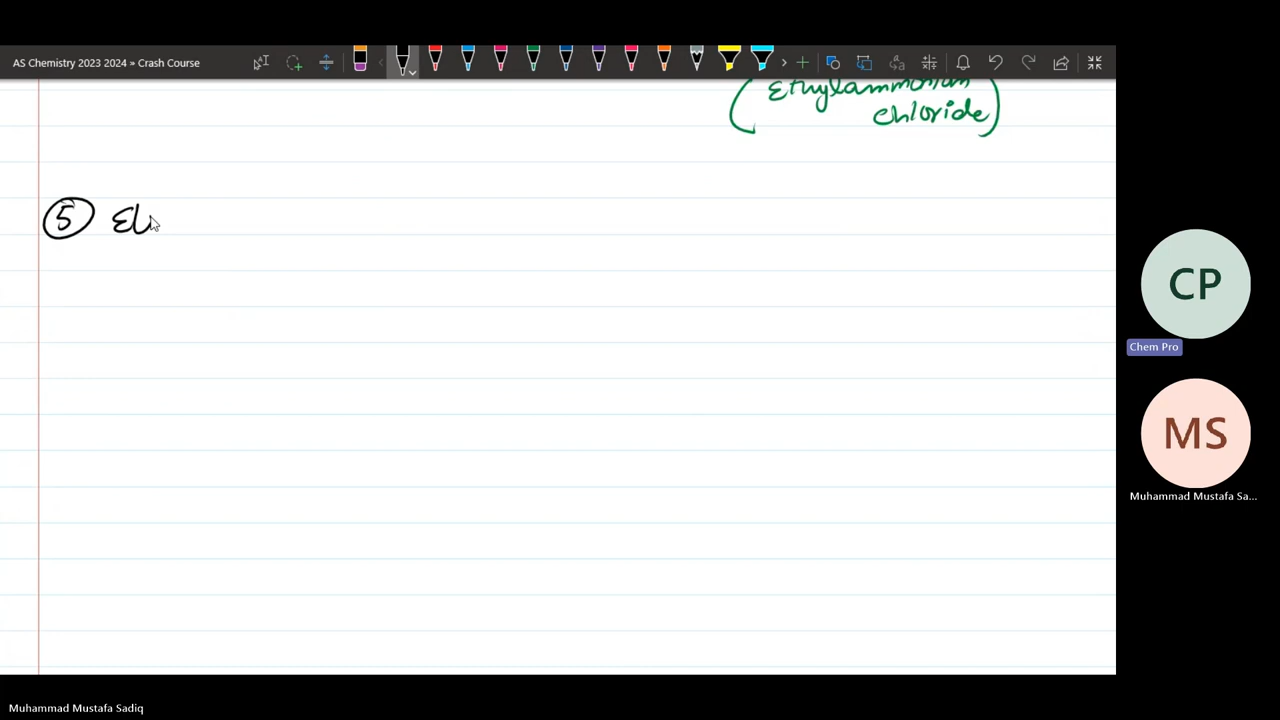 AS Chemistry 2023 2024 » Crash Course
(Ethylammonium
chloride)
⑤ El
CP
Chem Pro
MS
Muhammad Mustafa Sa...
Muhammad Mustafa Sadiq